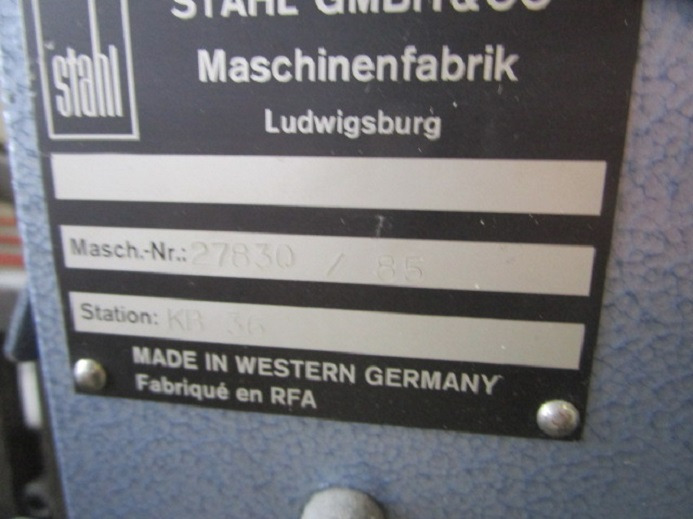 stahl
STAHL GMBH & CO
Maschinenfabrik
Ludwigsburg
Masch.-Nr.: 27830 / 85
Station: KB 36
MADE IN WESTERN GERMANY
Fabriqué en RFA